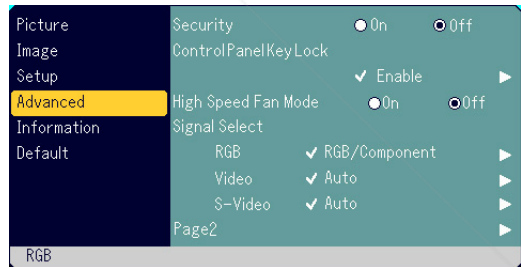 Picture
Image
Setup
Advanced
Information
Default
Security On Off
ControlPanelKeyLock
Enable
High Speed Fan Mode On Off
Signal Select
RGB RGB/Component
Video Auto
S-Video Auto
Page2
RGB